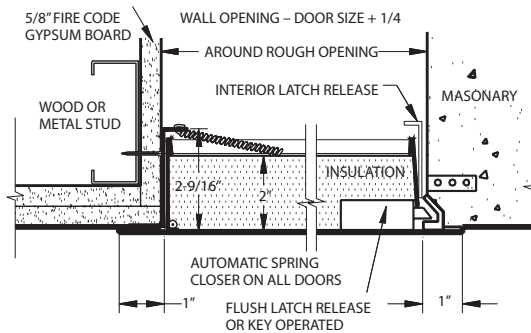 5/8" FIRE CODE
GYPSUM BOARD
WALL OPENING – DOOR SIZE + 1/4
AROUND ROUGH OPENING
INTERIOR LATCH RELEASE
MASONARY
WOOD OR
METAL STUD
2-9/16"
2"
INSULATION
AUTOMATIC SPRING
CLOSER ON ALL DOORS
1"
1"
FLUSH LATCH RELEASE
OR KEY OPERATED